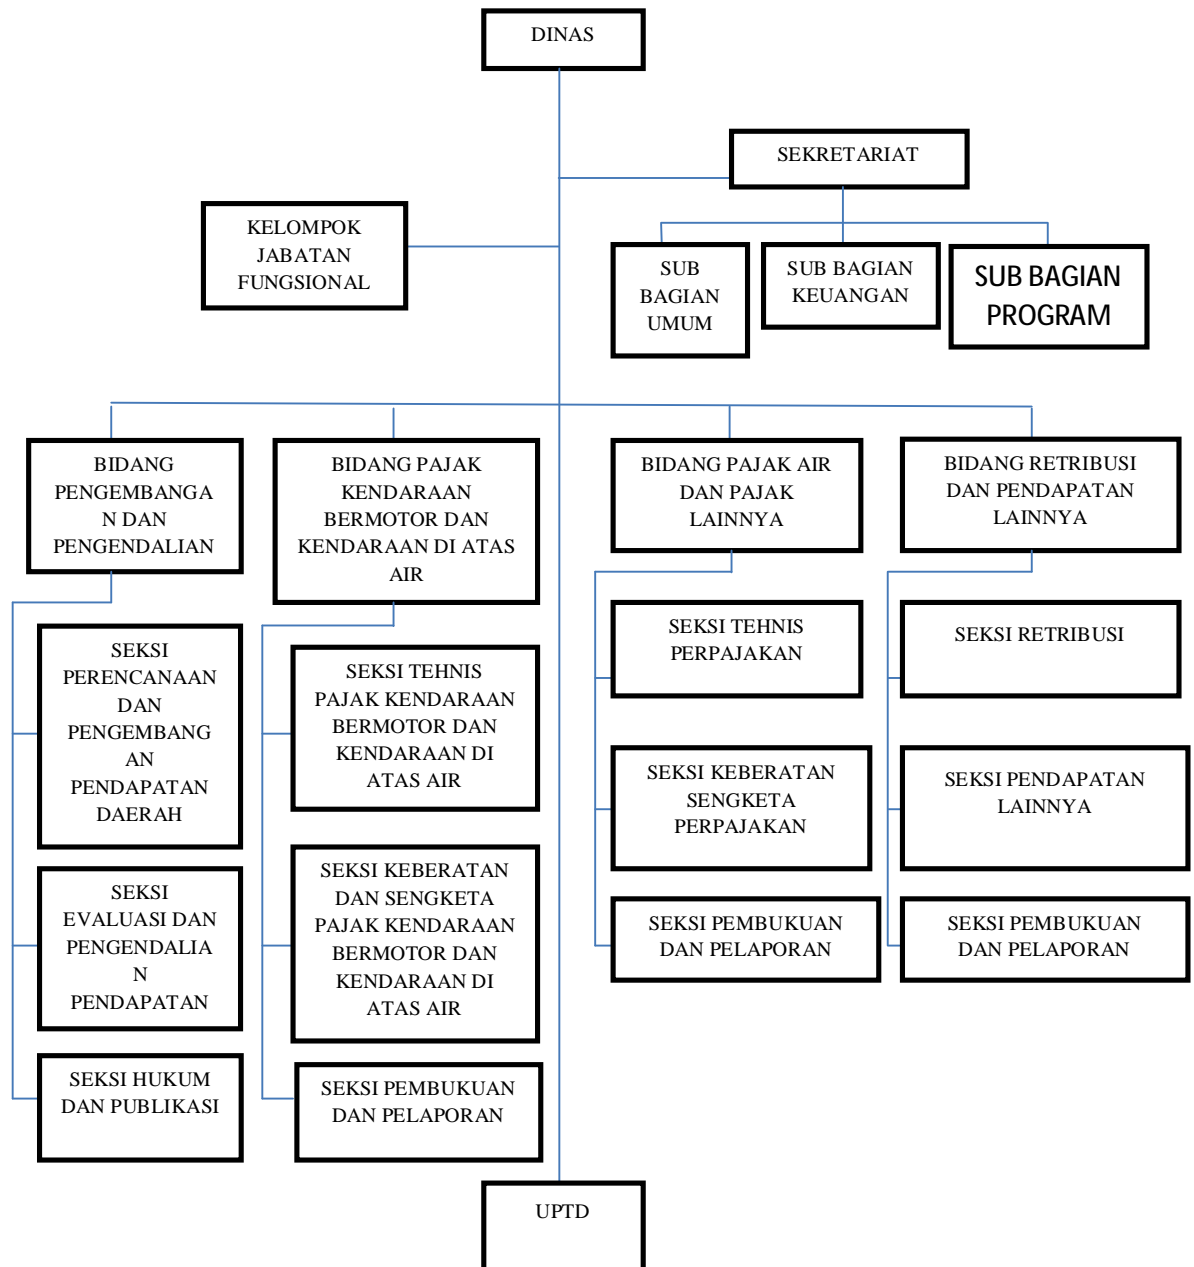 DINAS
SEKRETARIAT
KELOMPOK
JABATAN
FUNGSIONAL
SUB
BAGIAN
UMUM
SUB BAGIAN
KEUANGAN
SUB BAGIAN
PROGRAM
BIDANG
PENGEMBANGA
N DAN
PENGENDALIAN
BIDANG PAJAK
KENDARAAN
BERMOTOR DAN
KENDARAAN DI ATAS
AIR
BIDANG PAJAK AIR
DAN PAJAK
LAINNYA
BIDANG RETRIBUSI
DAN PENDAPATAN
LAINNYA
SEKSI
PERENCANAAN
DAN
PENGEMBANG
AN
PENDAPATAN
DAERAH
SEKSI TEHNIS
PAJAK KENDARAAN
BERMOTOR DAN
KENDARAAN DI
ATAS AIR
SEKSI TEHNIS
PERPAJAKAN
SEKSI RETRIBUSI
SEKSI KEBERATAN
SENGKETA
PERPAJAKAN
SEKSI PENDAPATAN
LAINNYA
SEKSI
EVALUASI DAN
PENGENDALIA
N
PENDAPATAN
SEKSI KEBERATAN
DAN SENGKETA
PAJAK KENDARAAN
BERMOTOR DAN
KENDARAAN DI
ATAS AIR
SEKSI PEMBUKUAN
DAN PELAPORAN
SEKSI PEMBUKUAN
DAN PELAPORAN
SEKSI HUKUM
DAN PUBLIKASI
SEKSI PEMBUKUAN
DAN PELAPORAN
UPTD